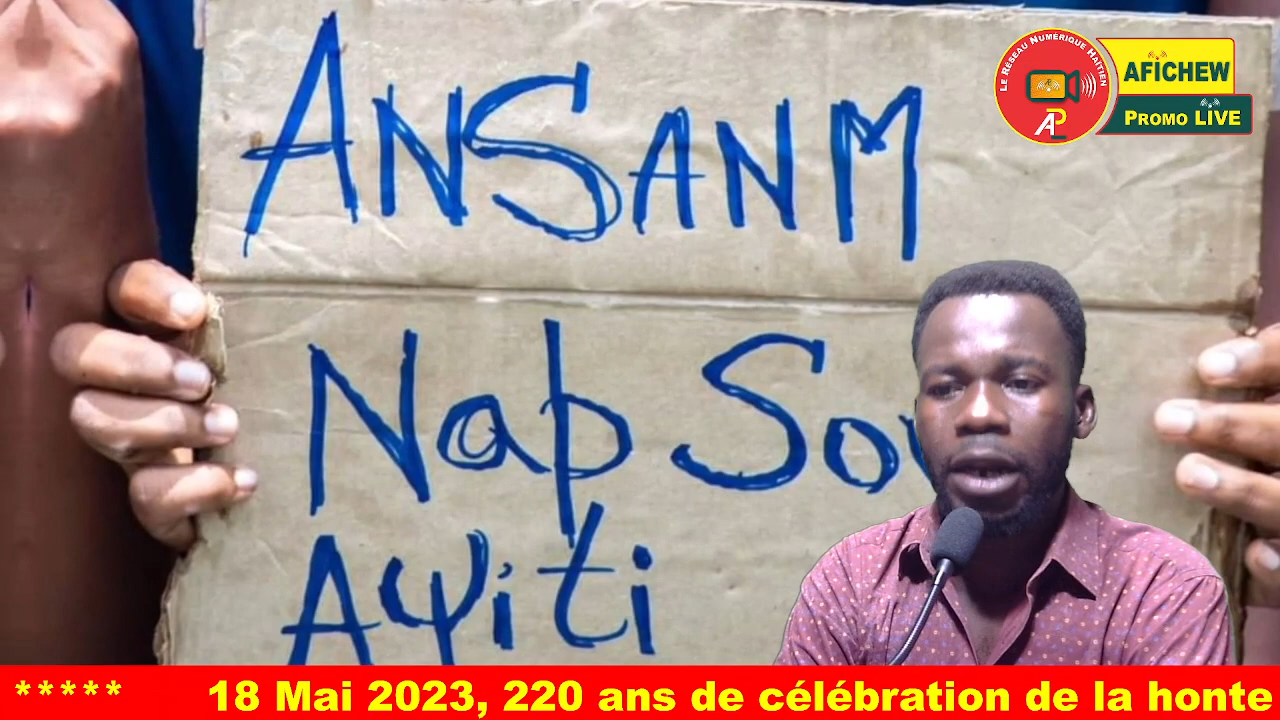 LE RÉSEAU NUMÉRIQUE HAÏTIEN
AFICHEW
PROMO LIVE
APL
ANSANM
Nap
Ayiti
***** 18 Mai 2023, 220 ans de célébration de la honte